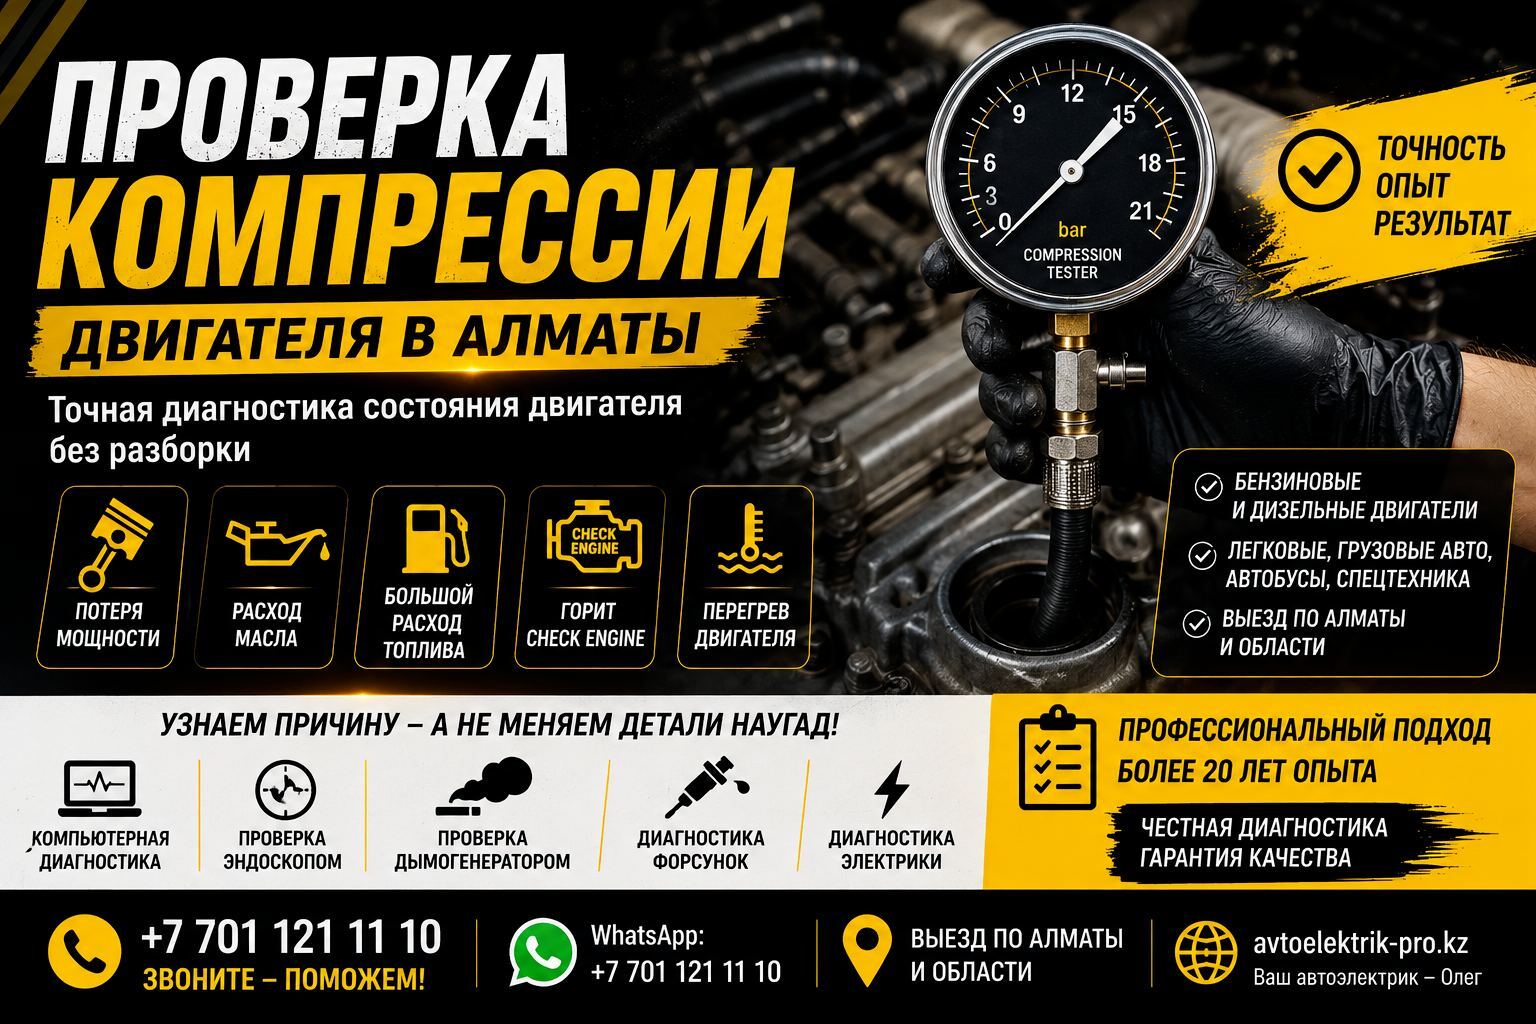 ПРОВЕРКА
КОМПРЕССИИ
ДВИГАТЕЛЯ В АЛМАТЫ
Точная диагностика состояния двигателя
без разборки
ПОТЕРЯ
МОЩНОСТИ
РАСХОД
МАСЛА
БОЛЬШОЙ
РАСХОД
ТОПЛИВА
CHECK
ENGINE
ГОРИТ
CHECK ENGINE
ПЕРЕГРЕВ
ДВИГАТЕЛЯ
0
3
6
9
12
15
18
21
bar
COMPRESSION
TESTER
ТОЧНОСТЬ
ОПЫТ
РЕЗУЛЬТАТ
БЕНЗИНОВЫЕ
И ДИЗЕЛЬНЫЕ ДВИГАТЕЛИ
ЛЕГКОВЫЕ, ГРУЗОВЫЕ АВТО,
АВТОБУСЫ, СПЕЦТЕХНИКА
ВЫЕЗД ПО АЛМАТЫ
И ОБЛАСТИ
УЗНАЕМ ПРИЧИНУ – А НЕ МЕНЯЕМ ДЕТАЛИ НАУГАД!
КОМПЬЮТЕРНАЯ
ДИАГНОСТИКА
ПРОВЕРКА
ЭНДОСКОПОМ
ПРОВЕРКА
ДЫМОГЕНЕРАТОРОМ
ДИАГНОСТИКА
ФОРСУНОК
ДИАГНОСТИКА
ЭЛЕКТРИКИ
ПРОФЕССИОНАЛЬНЫЙ ПОДХОД
БОЛЕЕ 20 ЛЕТ ОПЫТА
ЧЕСТНАЯ ДИАГНОСТИКА
ГАРАНТИЯ КАЧЕСТВА
+7 701 121 11 10
ЗВОНИТЕ – ПОМОЖЕМ!
WhatsApp:
+7 701 121 11 10
ВЫЕЗД ПО АЛМАТЫ
И ОБЛАСТИ
avtoelektrik-pro.kz
Ваш автоэлектрик – Олег